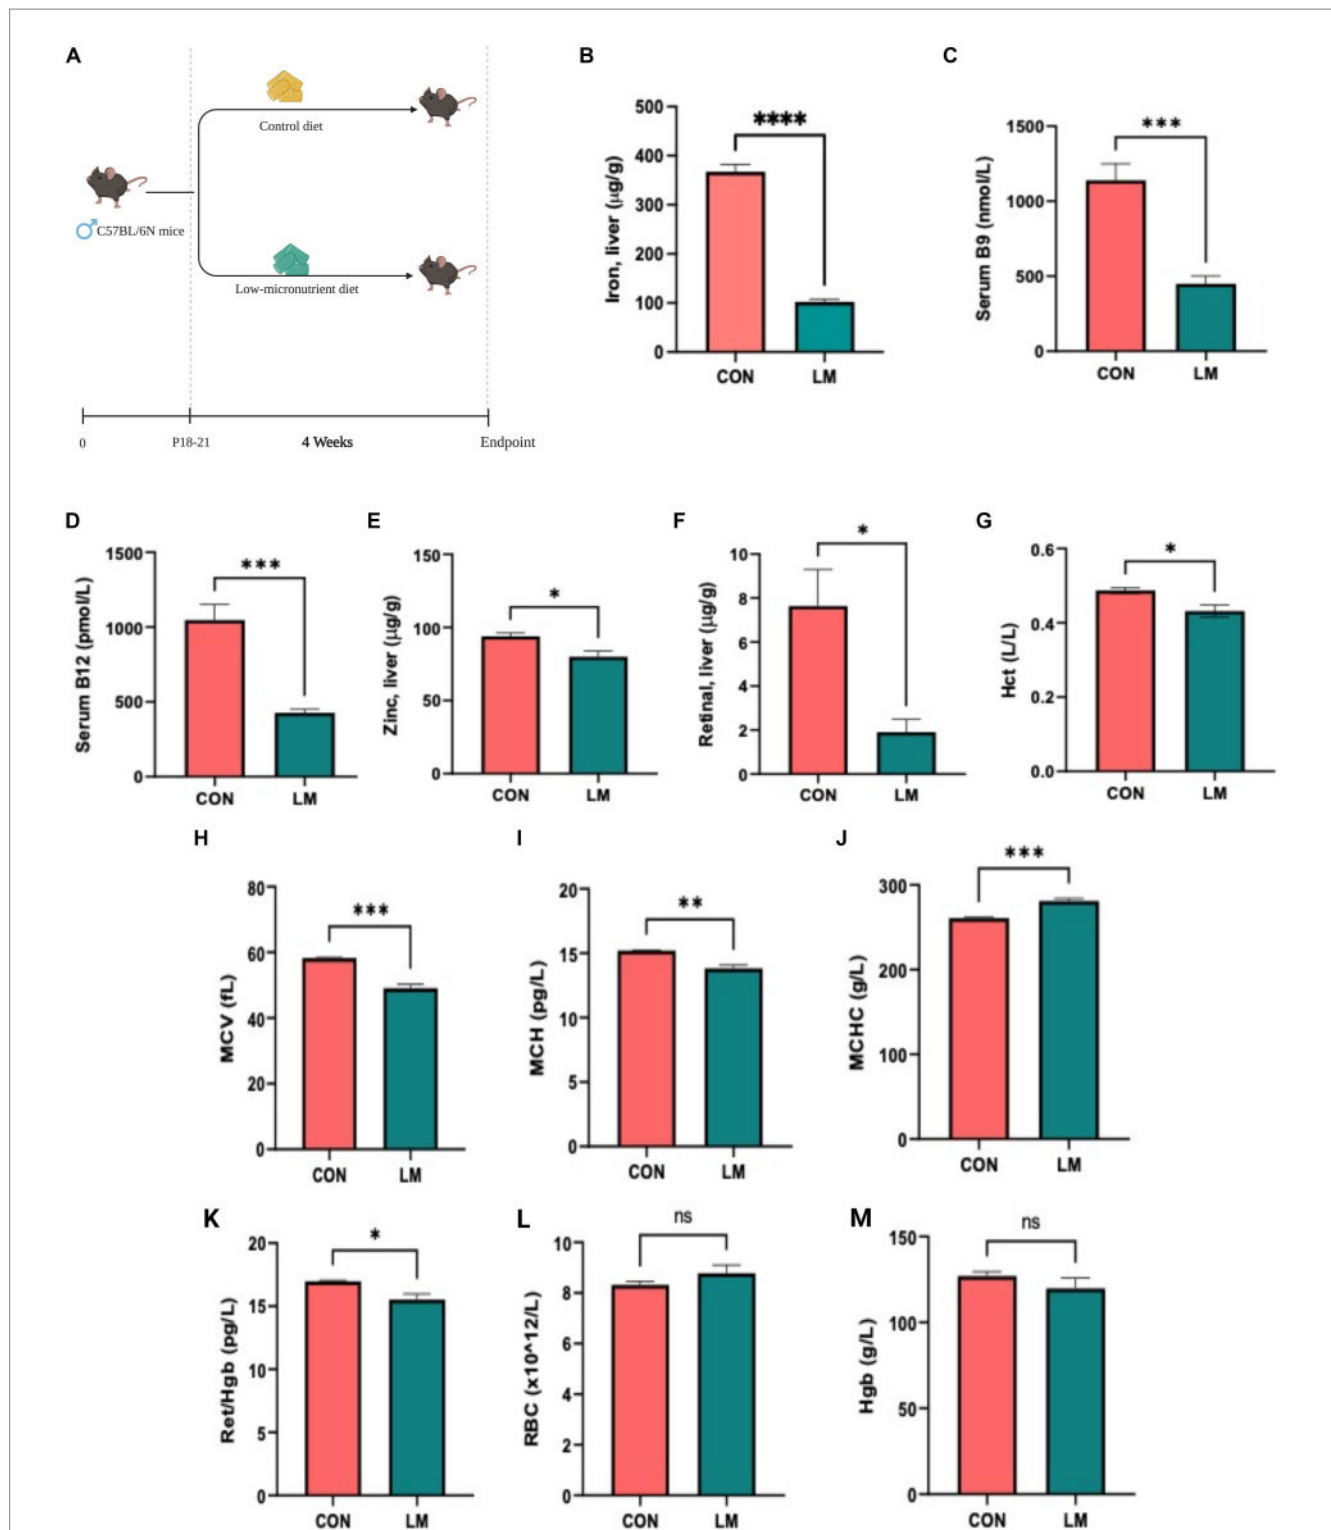 A
Control diet
♂ C57BL/6N mice
Low-micronutrient diet
0
P18-21
4 Weeks
Endpoint
B
Iron, liver (µg/g)
500
400
300
200
100
0
****
CON LM
C
Serum B9 (nmol/L)
1500
1000
500
0
***
CON LM
D
Serum B12 (pmol/L)
1500
1000
500
0
***
CON LM
E
Zinc, liver (µg/g)
150
100
50
0
*
CON LM
F
Retinal, liver (µg/g)
10
8
6
4
2
0
*
CON LM
G
Hct (L/L)
0.6
0.4
0.2
0.0
*
CON LM
H
MCV (fL)
80
60
40
20
0
***
CON LM
I
MCH (pg/L)
20
15
10
5
0
**
CON LM
J
MCHC (g/L)
300
200
100
0
***
CON LM
K
Ret/Hgb (pg/L)
20
15
10
5
0
*
CON LM
L
RBC (x10^12/L)
10
8
6
4
2
0
ns
CON LM
M
Hgb (g/L)
150
100
50
0
ns
CON LM